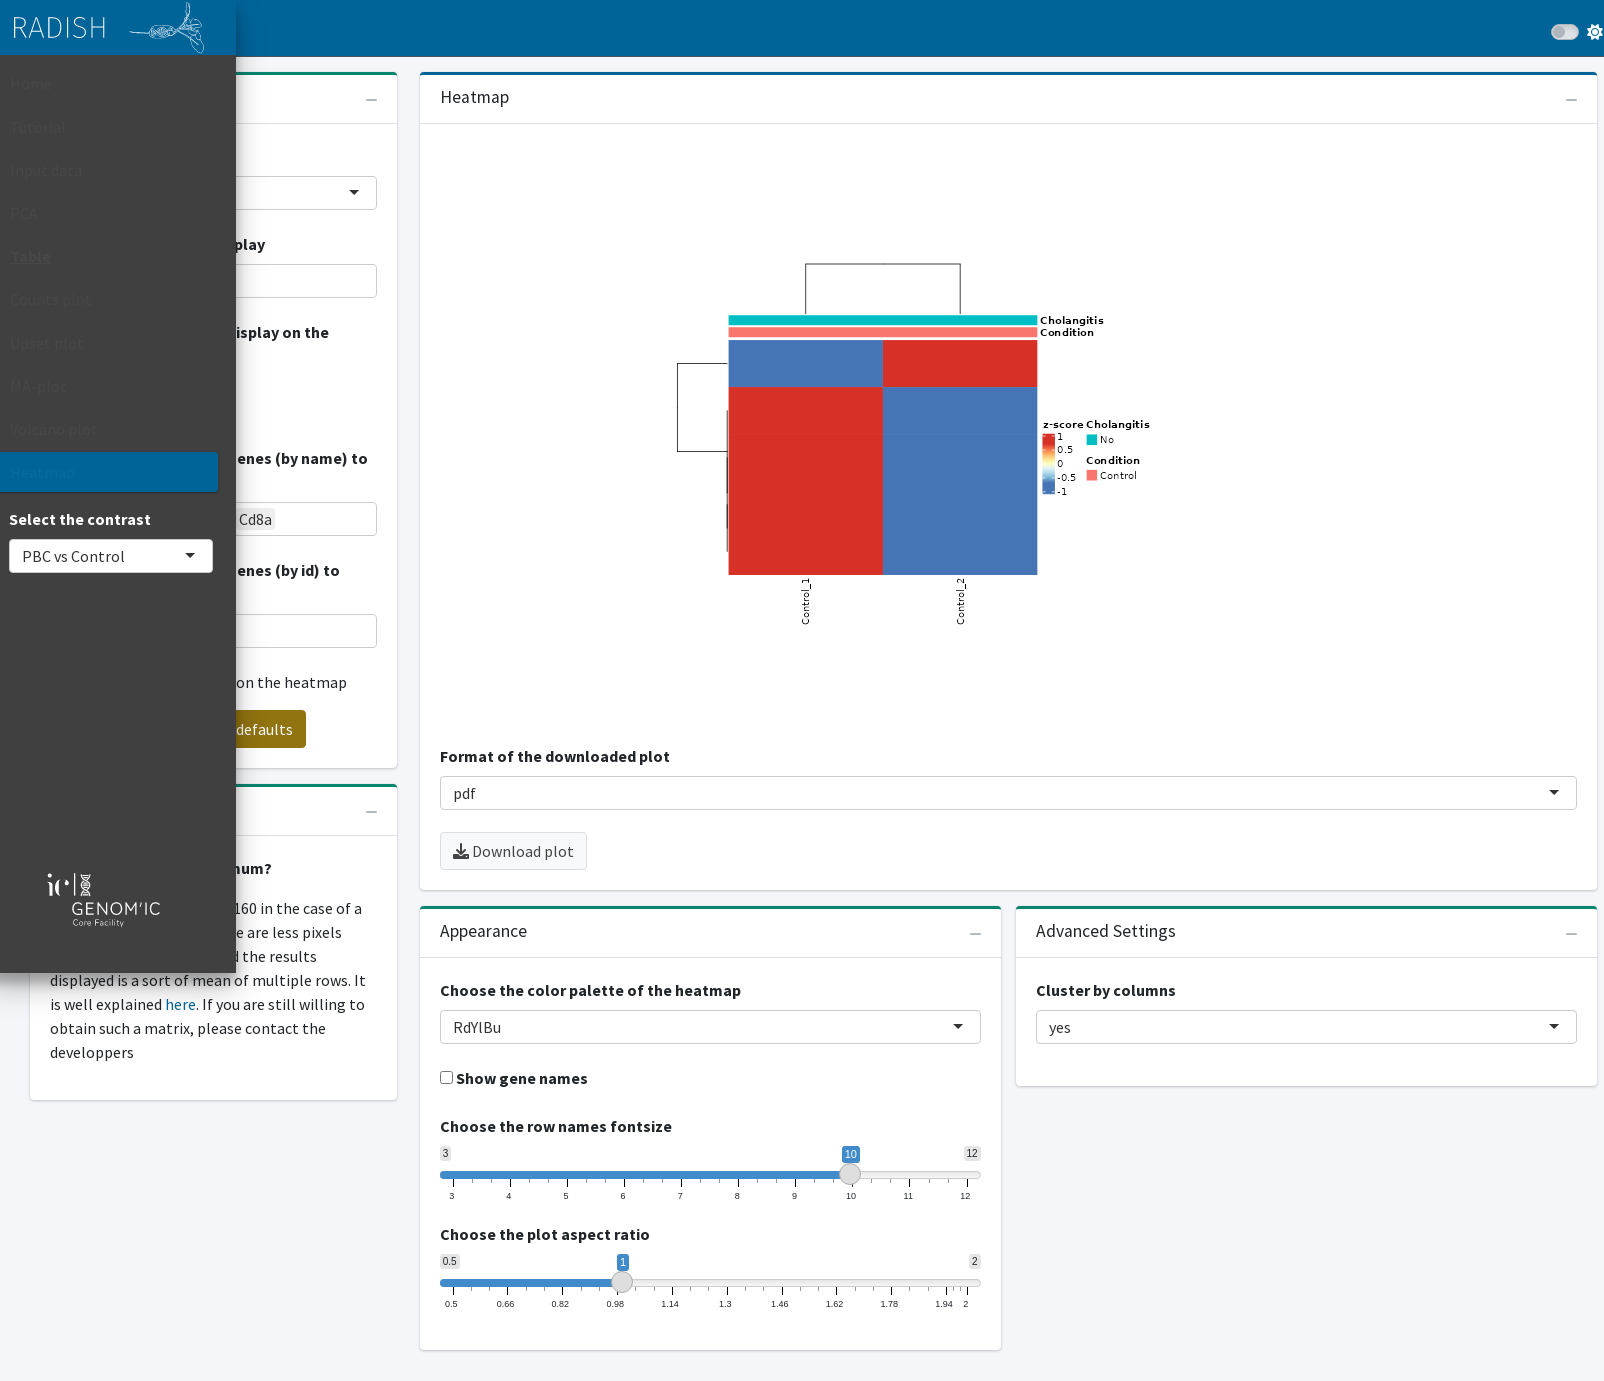 RADISH
Home
Tutorial
Input data
PCA
Table
Counts plot
Upset plot
MA-plot
Volcano plot
Heatmap
Select the contrast
PBC vs Control
ic
GENOM'IC
Core Facility
play
isplay on the
enes (by name) to
Cd8a
enes (by id) to
on the heatmap
defaults
num?
160 in the case of a
e are less pixels
d the results
displayed is a sort of mean of multiple rows. It
is well explained here. If you are still willing to
obtain such a matrix, please contact the
developpers
Heatmap
Cholangitis
Condition
z-score
1
0.5
0
-0.5
-1
Cholangitis
No
Condition
Control
Control_1
Control_2
Format of the downloaded plot
pdf
Download plot
Appearance
Choose the color palette of the heatmap
RdYlBu
Show gene names
Choose the row names fontsize
3 10 12
3 4 5 6 7 8 9 10 11 12
Choose the plot aspect ratio
0.5 1 2
0.5 0.66 0.82 0.98 1.14 1.3 1.46 1.62 1.78 1.94 2
Advanced Settings
Cluster by columns
yes